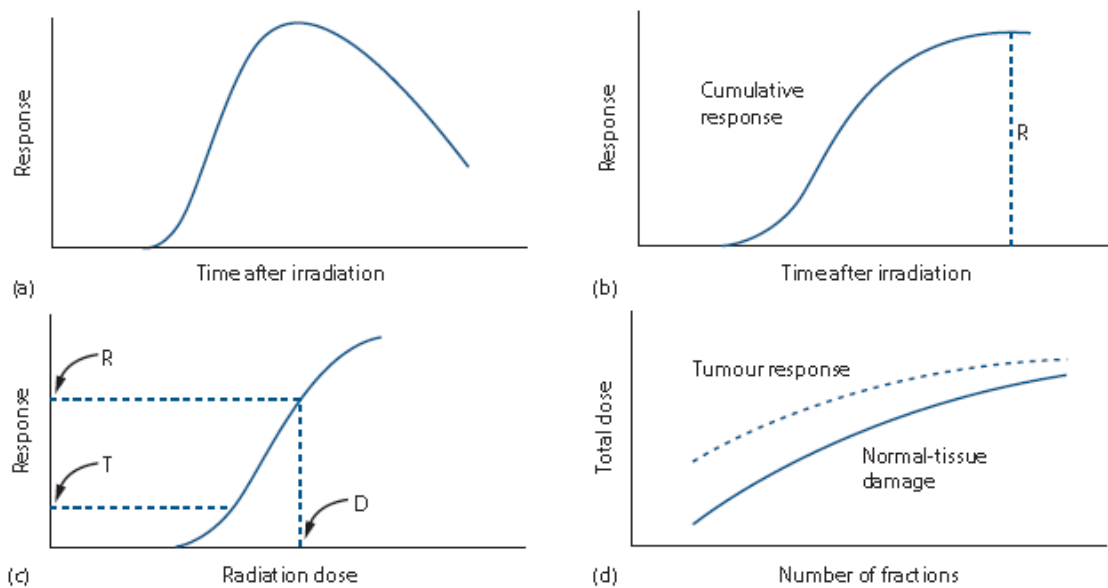 Response
Time after irradiation
(a)
Response
Cumulative
response
R
Time after irradiation
(b)
Response
R
T
D
Radiation dose
(c)
Total dose
Tumour response
Normal-tissue
damage
Number of fractions
(d)